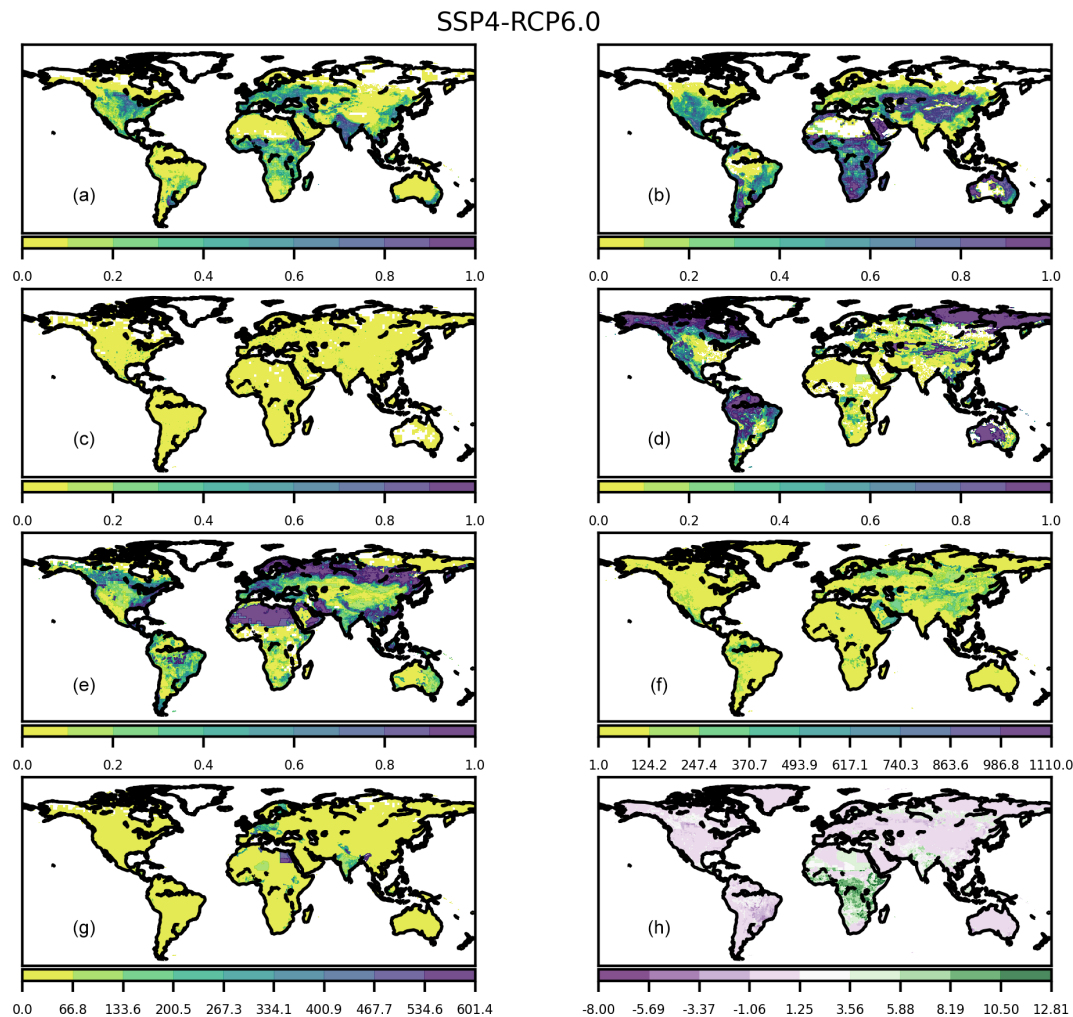 SSP4-RCP6.0
(a)
(b)
0.0 0.2 0.4 0.6 0.8 1.0
0.0 0.2 0.4 0.6 0.8 1.0
(c)
(d)
0.0 0.2 0.4 0.6 0.8 1.0
0.0 0.2 0.4 0.6 0.8 1.0
(e)
(f)
0.0 0.2 0.4 0.6 0.8 1.0
1.0 124.2 247.4 370.7 493.9 617.1 740.3 863.6 986.8 1110.0
(g)
(h)
0.0 66.8 133.6 200.5 267.3 334.1 400.9 467.7 534.6 601.4
-8.00 -5.69 -3.37 -1.06 1.25 3.56 5.88 8.19 10.50 12.81